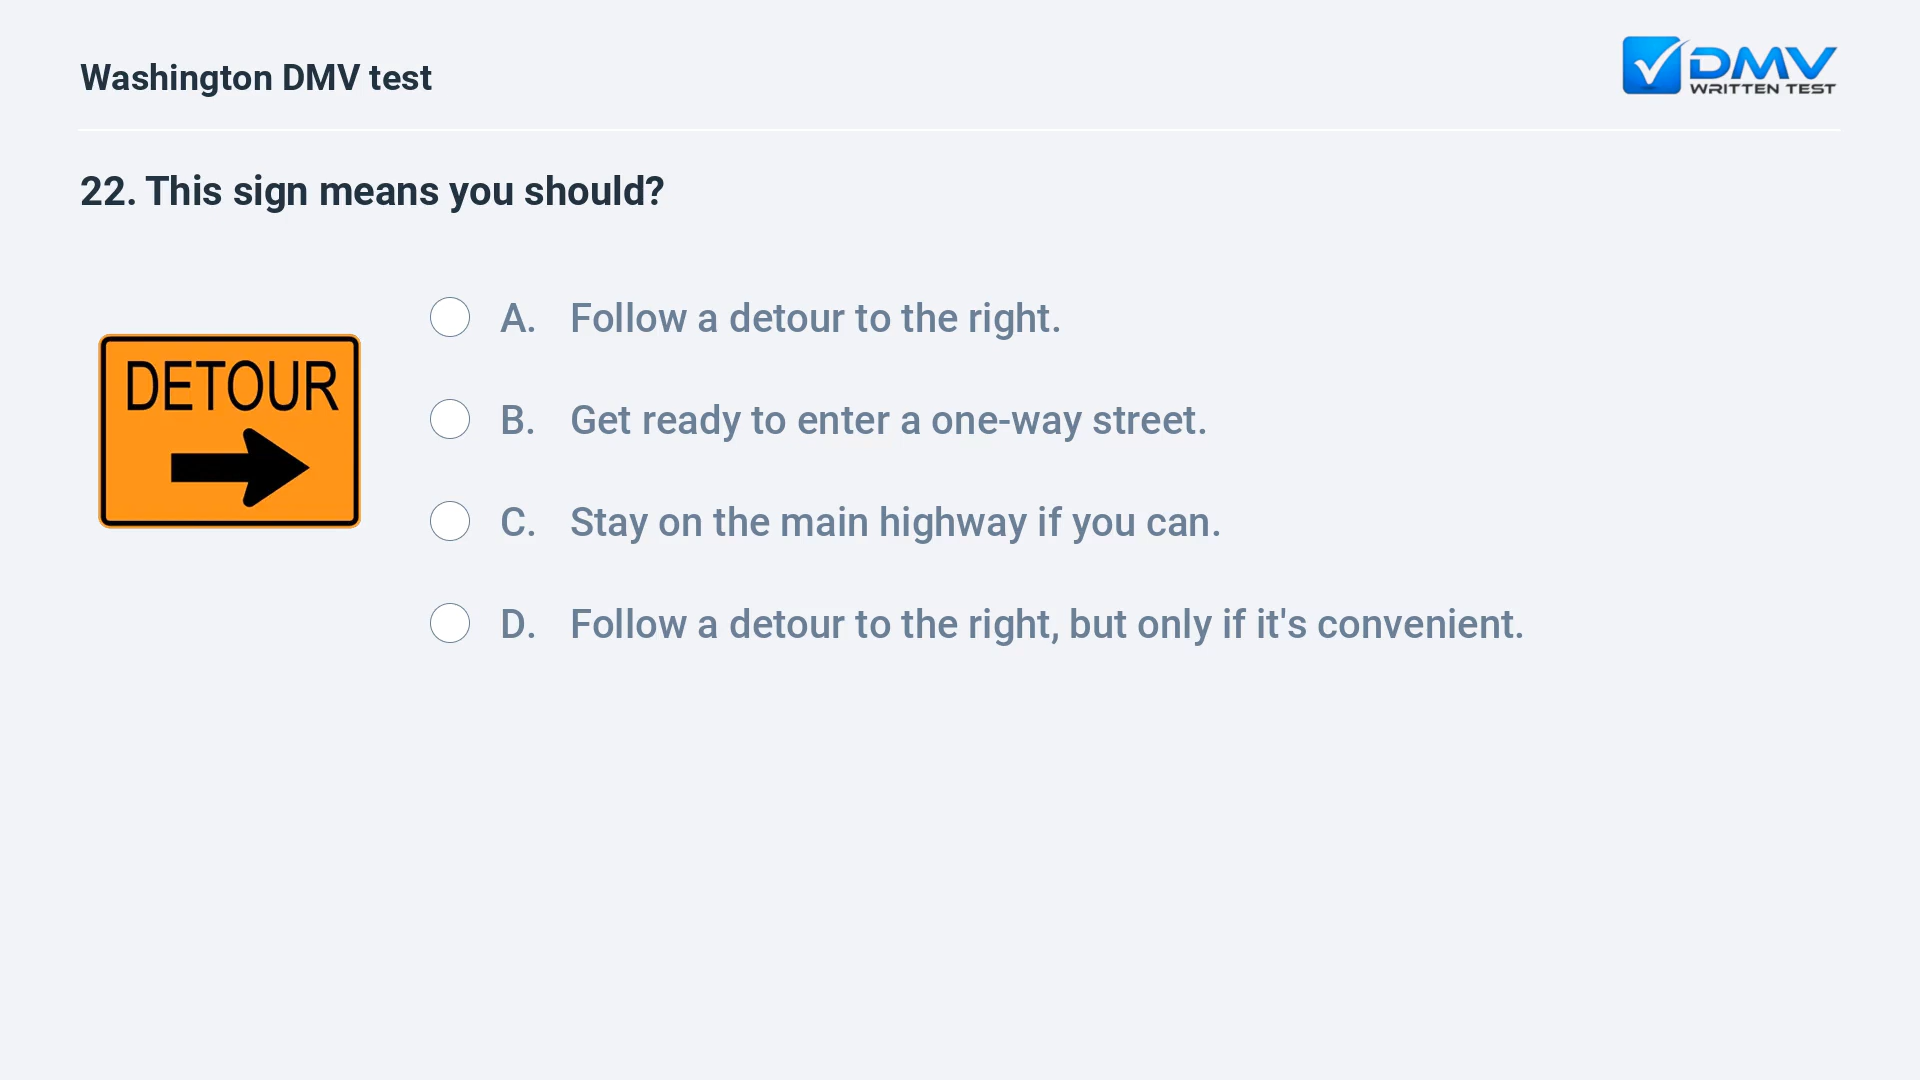 Washington DMV test
DMV
WRITTEN TEST
22. This sign means you should?
DETOUR
A. Follow a detour to the right.
B. Get ready to enter a one-way street.
C. Stay on the main highway if you can.
D. Follow a detour to the right, but only if it's convenient.